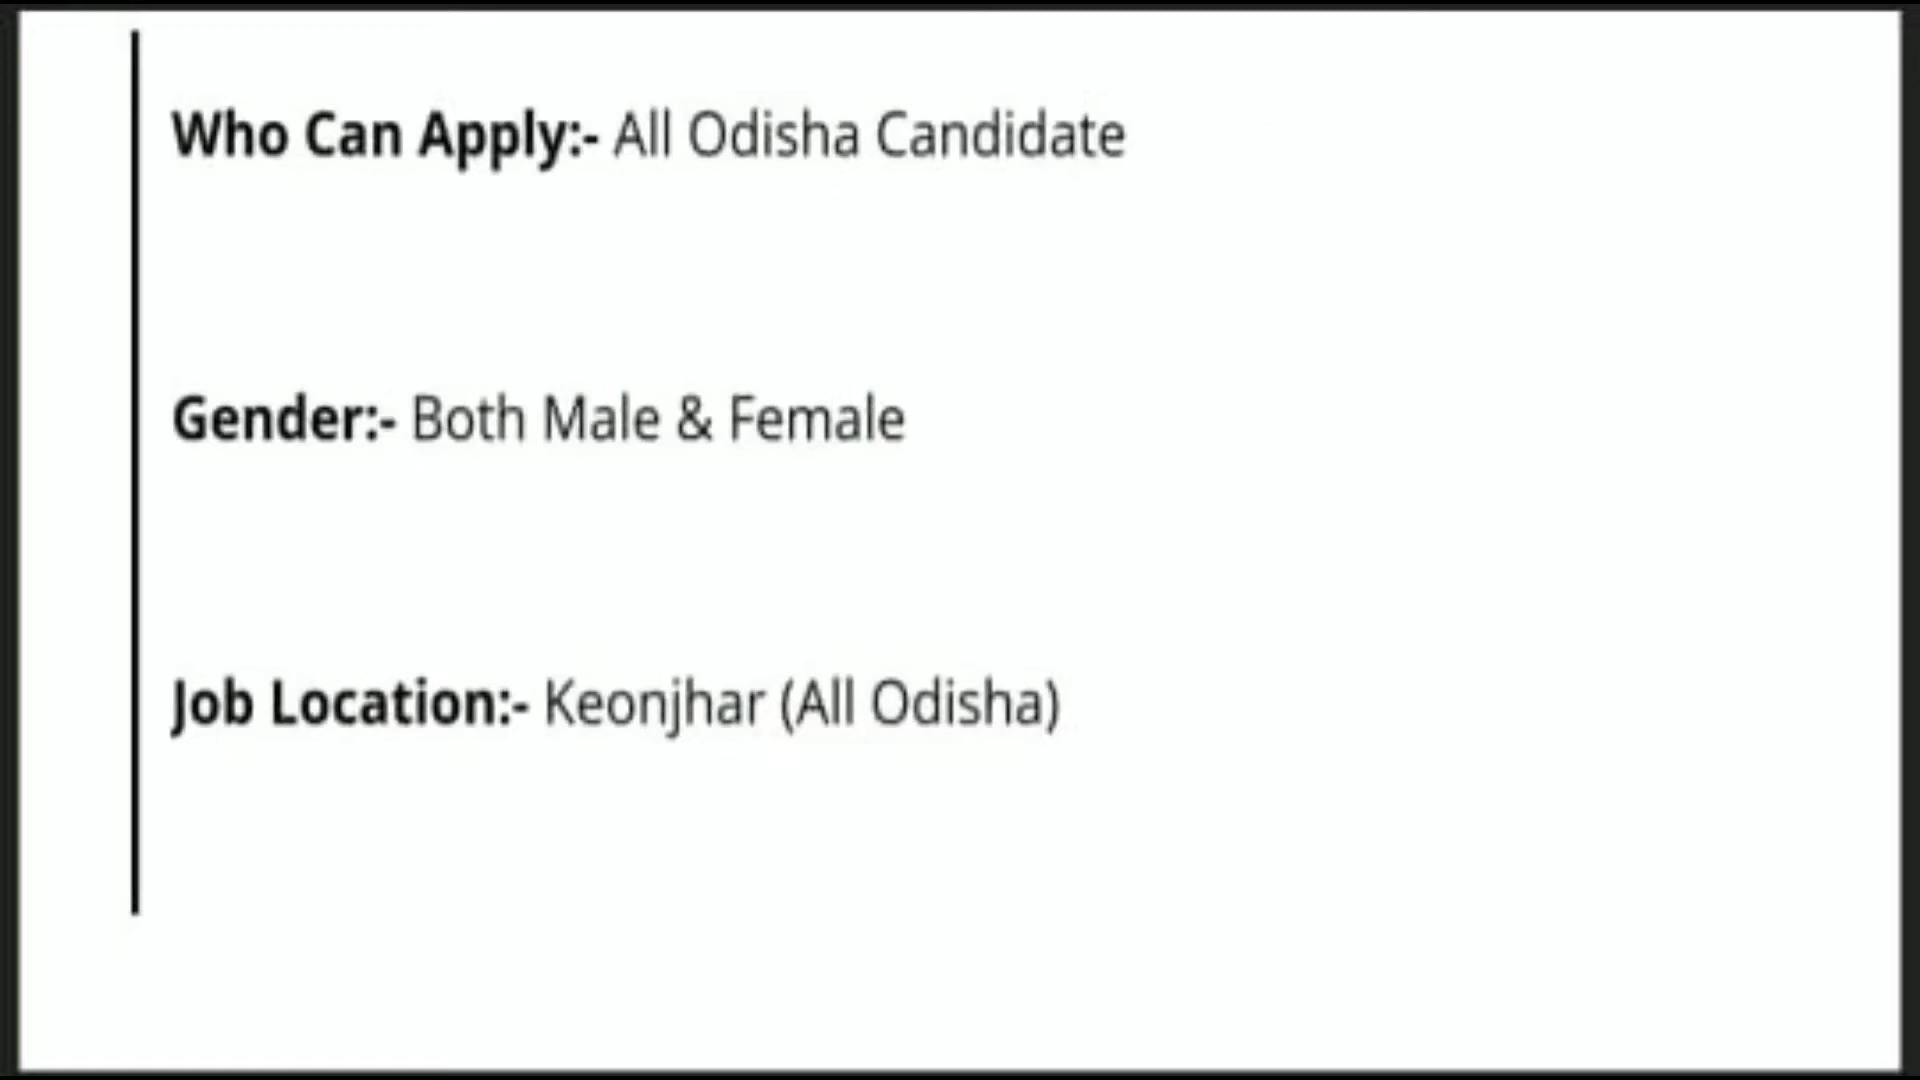 Who Can Apply:- All Odisha Candidate
Gender:- Both Male & Female
Job Location:- Keonjhar (All Odisha)